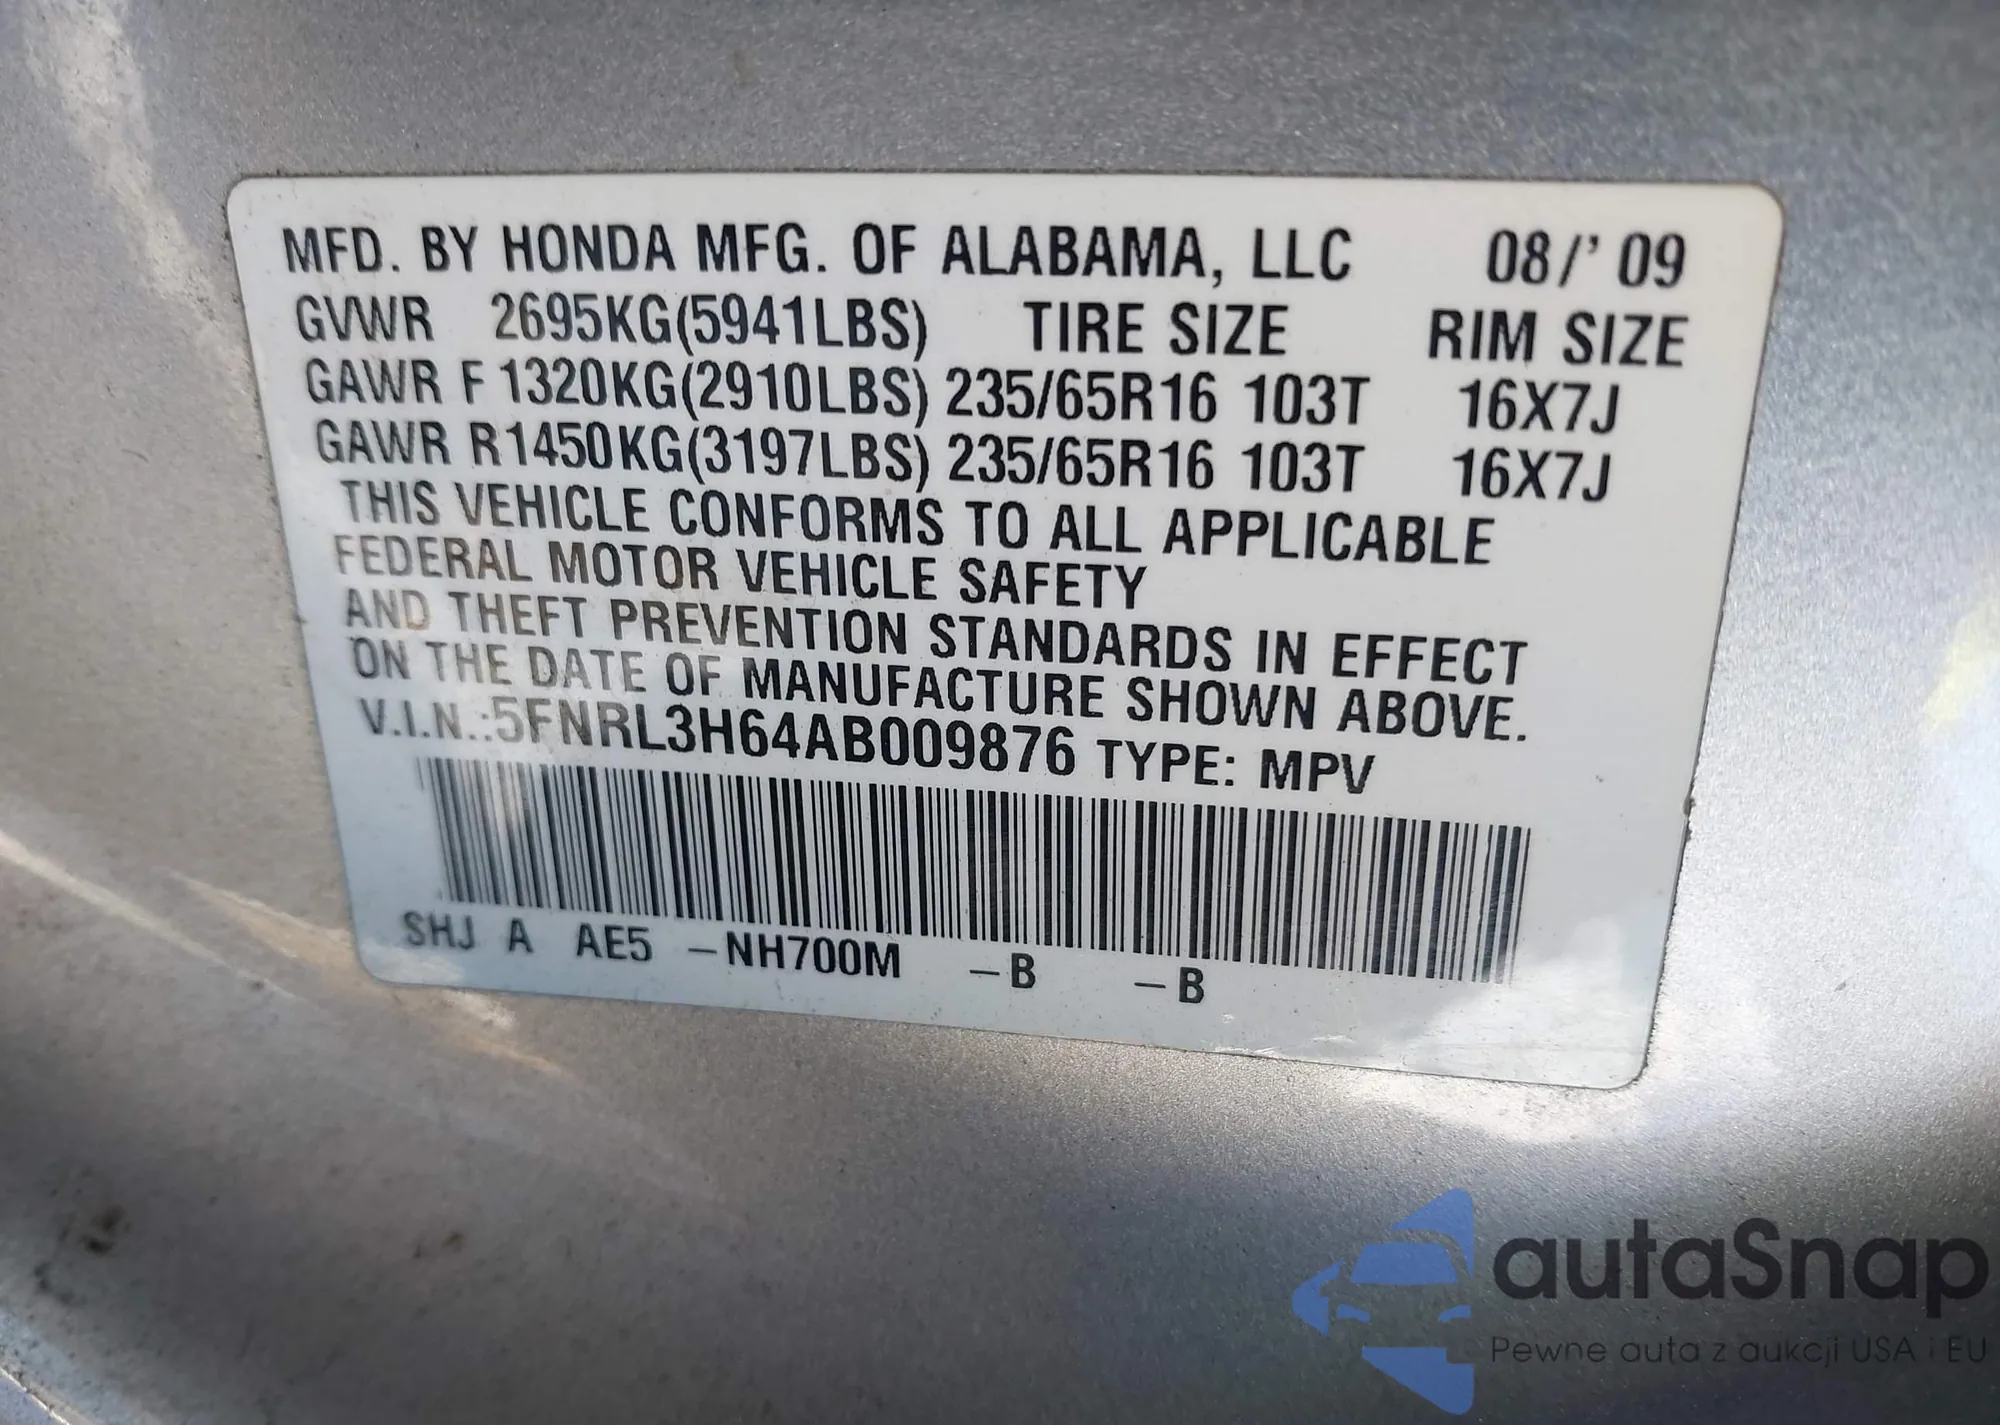 MFD. BY HONDA MFG. OF ALABAMA, LLC 08/' 09
GVWR 2695KG(5941LBS) TIRE SIZE RIM SIZE
GAWR F 1320KG(2910LBS) 235/65R16 103T 16X7J
GAWR R1450KG(3197LBS) 235/65R16 103T 16X7J
THIS VEHICLE CONFORMS TO ALL APPLICABLE
FEDERAL MOTOR VEHICLE SAFETY
AND THEFT PREVENTION STANDARDS IN EFFECT
ON THE DATE OF MANUFACTURE SHOWN ABOVE.
V.I.N.:5FNRL3H64AB009876 TYPE: MPV
SHJ A AE5 –NH700M –B –B
autaSnap
Pewne auta z aukcji USA i EU